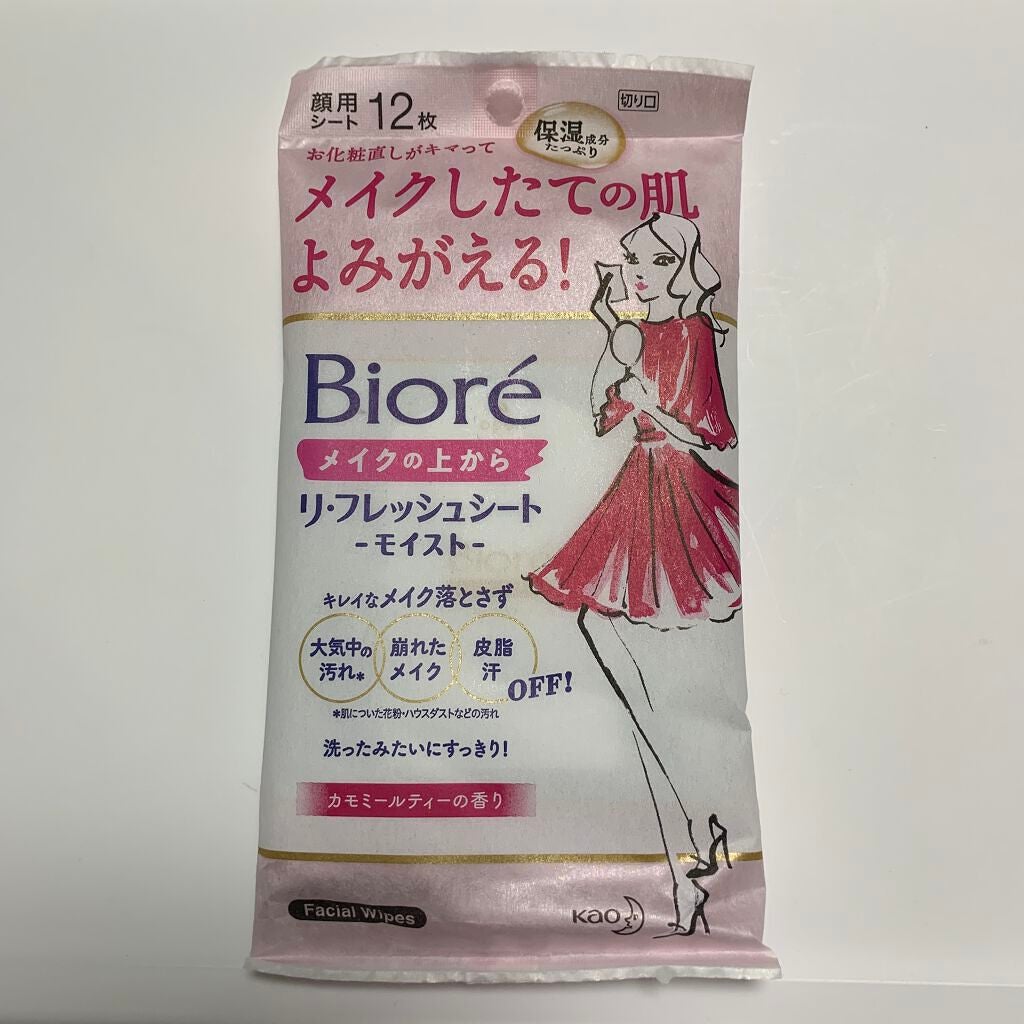 顔用
シート 12枚
切り口
保湿成分
たっぷり
お化粧直しがキマって
メイクしたての肌
よみがえる!
Bioré
メイクの上から
リ・フレッシュシート
-モイスト-
キレイなメイク落とさず
大気中の
汚れ*
崩れた
メイク
皮脂
汗
OFF!
*肌についた花粉・ハウスダストなどの汚れ
洗ったみたいにすっきり!
カモミールティーの香り
Facial Wipes
Kao